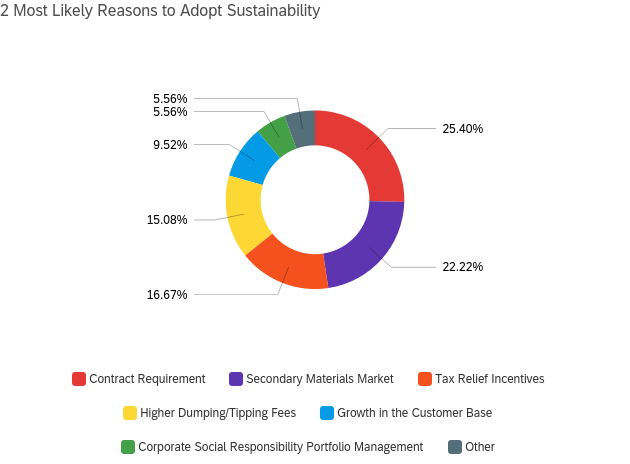 2 Most Likely Reasons to Adopt Sustainability
5.56%
5.56%
25.40%
9.52%
15.08%
22.22%
16.67%
Contract Requirement Secondary Materials Market Tax Relief Incentives
Higher Dumping/Tipping Fees Growth in the Customer Base
Corporate Social Responsibility Portfolio Management Other